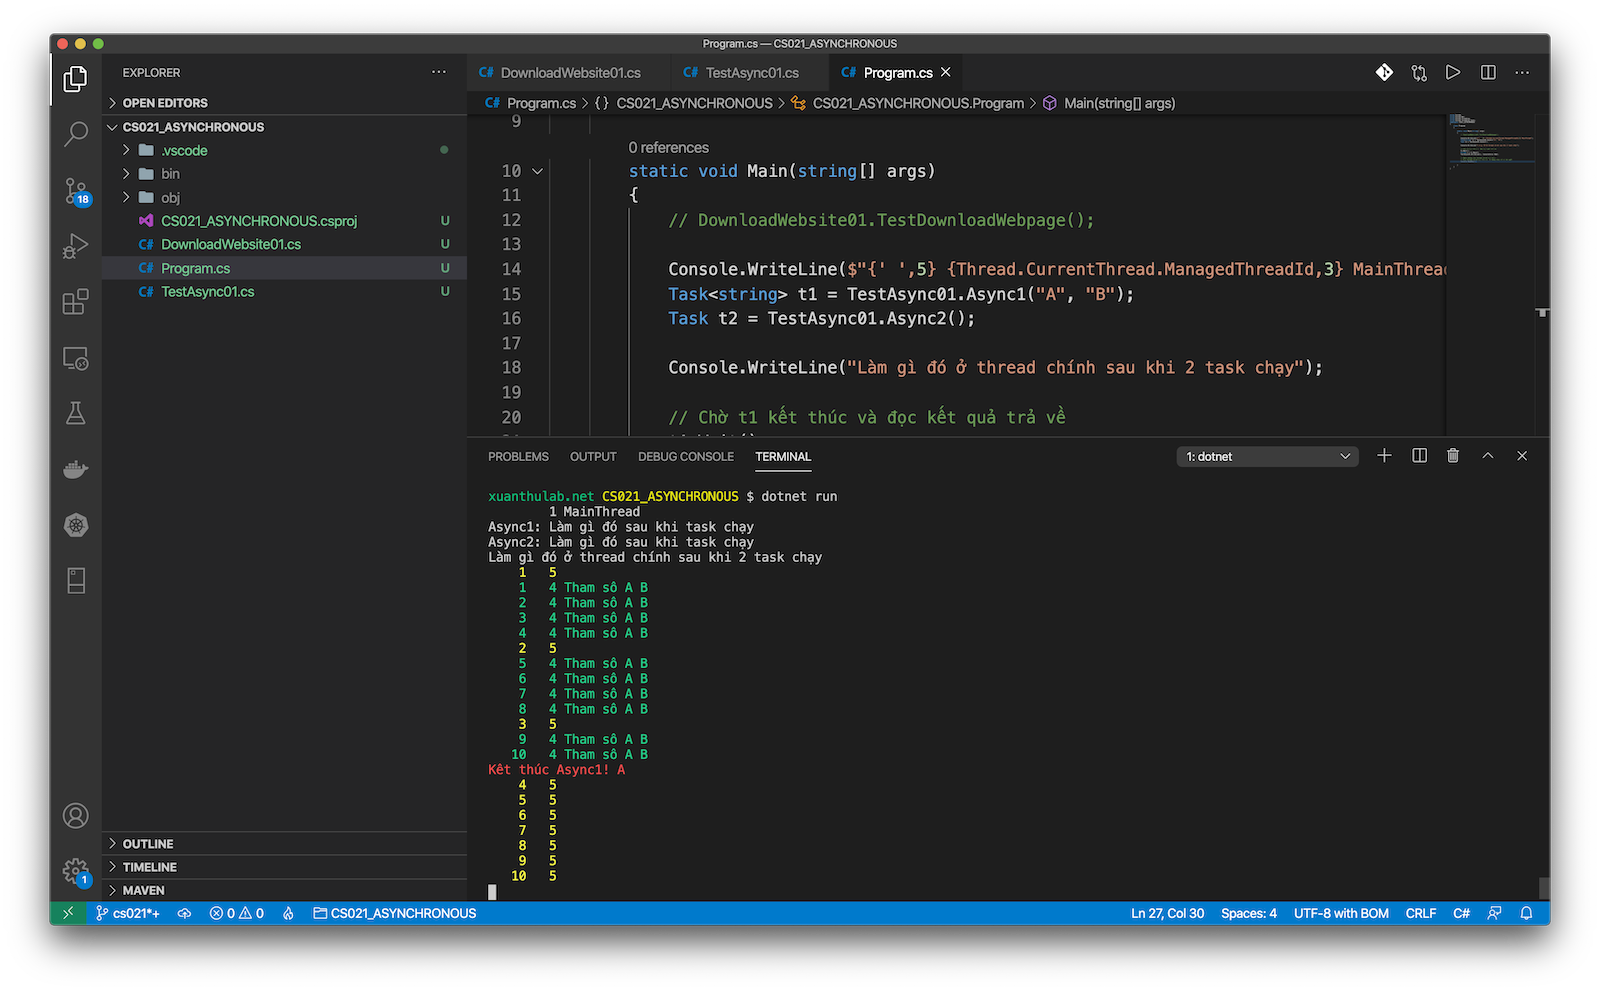 Program.cs — CS021_ASYNCHRONOUS
EXPLORER
OPEN EDITORS
CS021_ASYNCHRONOUS
.vscode
bin
obj
CS021_ASYNCHRONOUS.csproj U
C# DownloadWebsite01.cs U
C# Program.cs U
C# TestAsync01.cs U
OUTLINE
TIMELINE
MAVEN
18
1
C# DownloadWebsite01.cs
C# TestAsync01.cs
C# Program.cs
C# Program.cs > {} CS021_ASYNCHRONOUS > CS021_ASYNCHRONOUS.Program > Main(string[] args)
9
0 references
10 static void Main(string[] args)
11 {
12 // DownloadWebsite01.TestDownloadWebpage();
13
14 Console.WriteLine($"{' ',5} {Thread.CurrentThread.ManagedThreadId,3} MainThread
15 Task<string> t1 = TestAsync01.Async1("A", "B");
16 Task t2 = TestAsync01.Async2();
17
18 Console.WriteLine("Làm gì đó ở thread chính sau khi 2 task chạy");
19
20 // Chờ t1 kết thúc và đọc kết quả trả về
PROBLEMS OUTPUT DEBUG CONSOLE TERMINAL
1: dotnet
xuanthulab.net CS021_ASYNCHRONOUS $ dotnet run
1 MainThread
Async1: Làm gì đó sau khi task chạy
Async2: Làm gì đó sau khi task chạy
Làm gì đó ở thread chính sau khi 2 task chạy
1 5
1 4 Tham sô A B
2 4 Tham sô A B
3 4 Tham sô A B
4 4 Tham sô A B
2 5
5 4 Tham sô A B
6 4 Tham sô A B
7 4 Tham sô A B
8 4 Tham sô A B
3 5
9 4 Tham sô A B
10 4 Tham sô A B
Kêt thúc Async1! A
4 5
5 5
6 5
7 5
8 5
9 5
10 5
cs021*+ 0 0 CS021_ASYNCHRONOUS Ln 27, Col 30 Spaces: 4 UTF-8 with BOM CRLF C#